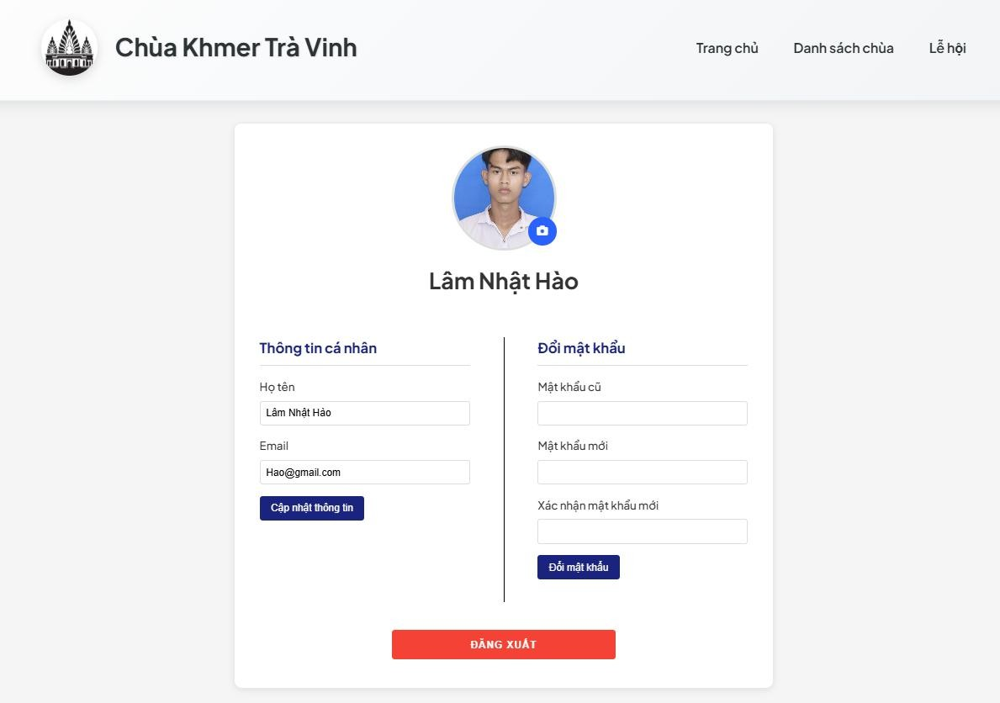 Chùa Khmer Trà Vinh
Trang chủ
Danh sách chùa
Lễ hội
Lâm Nhật Hào
Thông tin cá nhân
Họ tên
Lâm Nhật Hào
Email
Hao@gmail.com
Cập nhật thông tin
Đổi mật khẩu
Mật khẩu cũ
Mật khẩu mới
Xác nhận mật khẩu mới
Đổi mật khẩu
ĐĂNG XUẤT